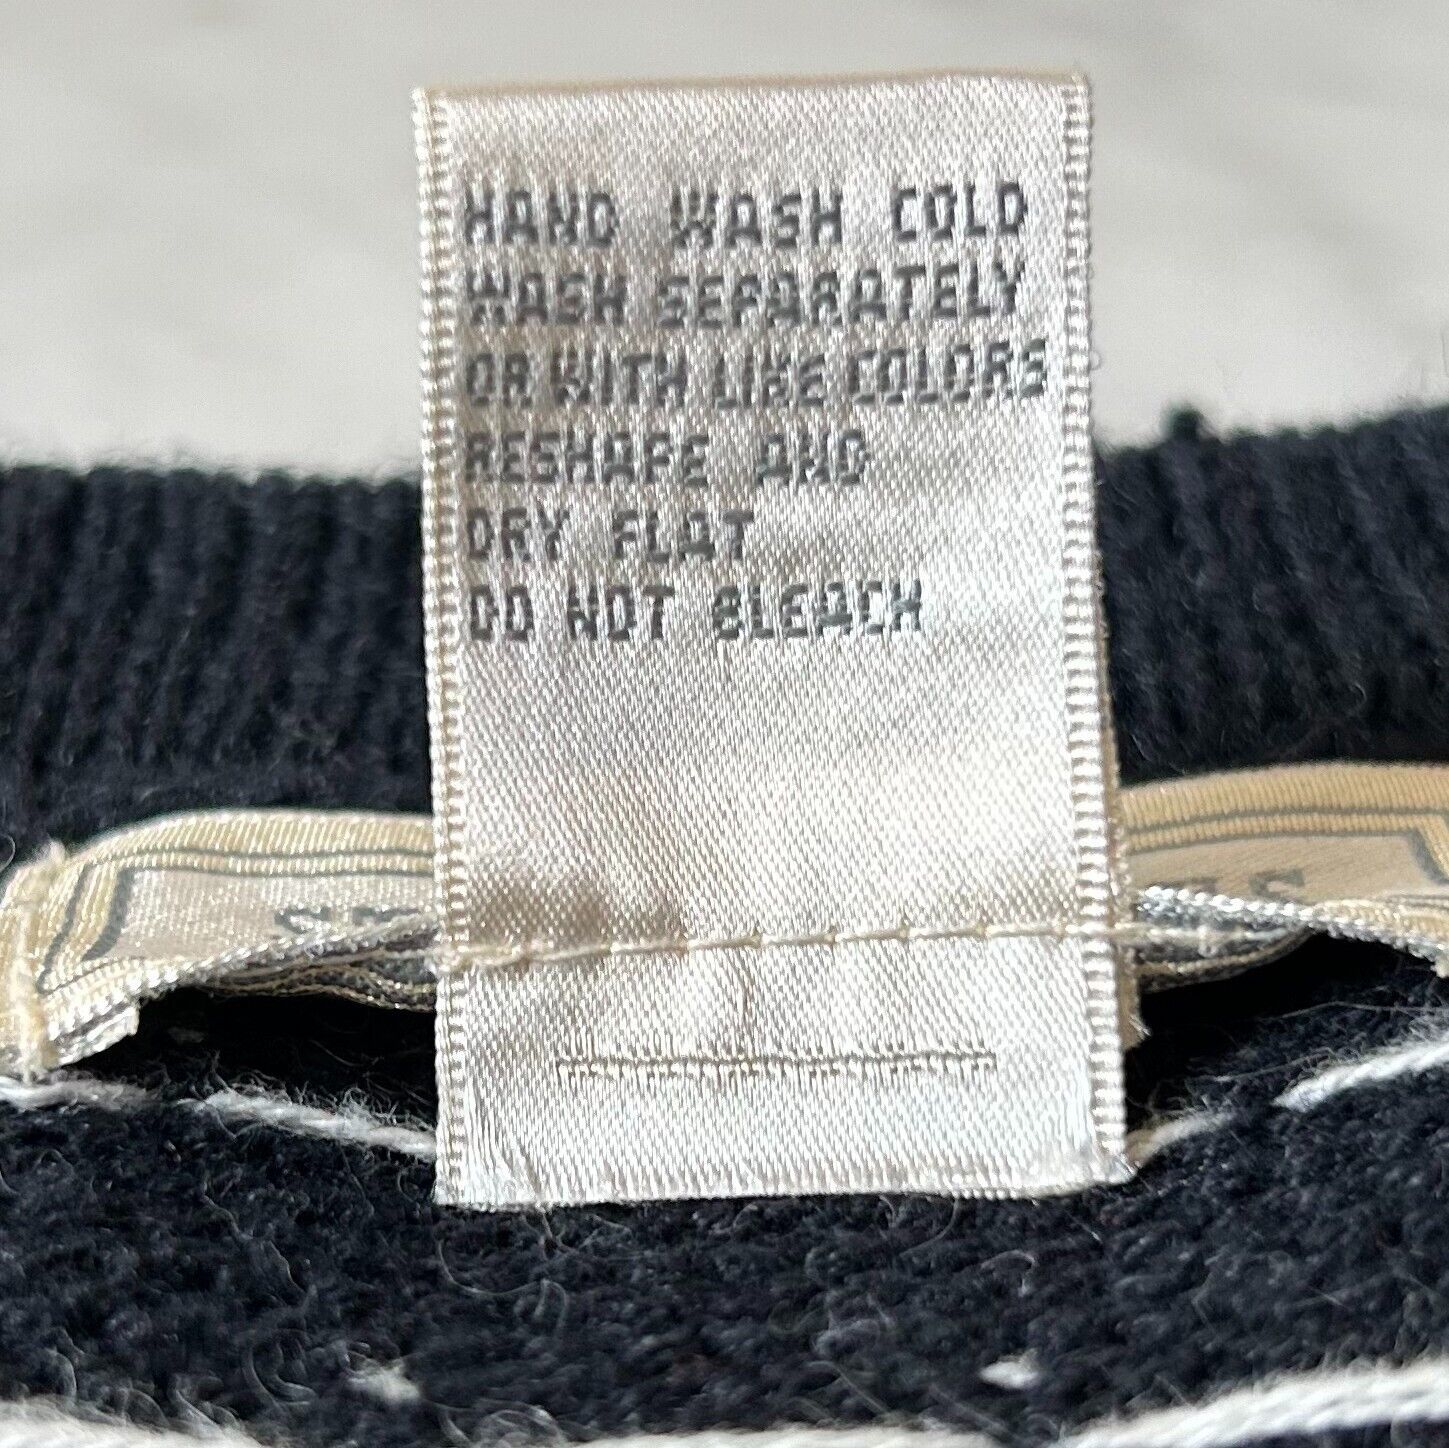 HAND WASH COLD
WASH SEPARATELY
OR WITH LIKE COLORS
RESHAPE AND
DRY FLAT
DO NOT BLEACH